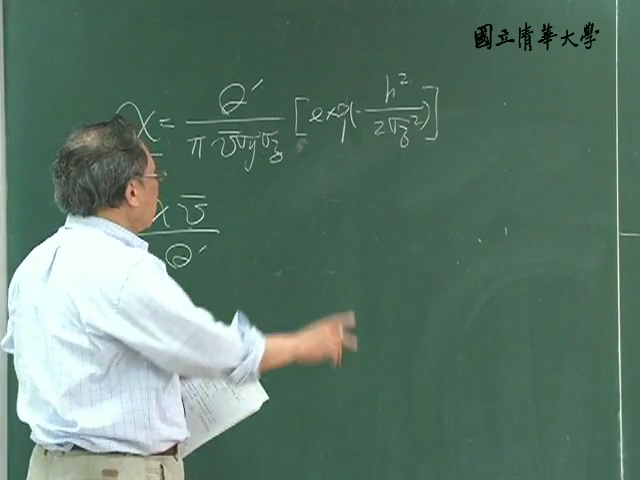 國立清華大學
χ = Q′ / (π v̄ σy σz) [exp(-h² / (2σz²))]
χ v̄ / Q′